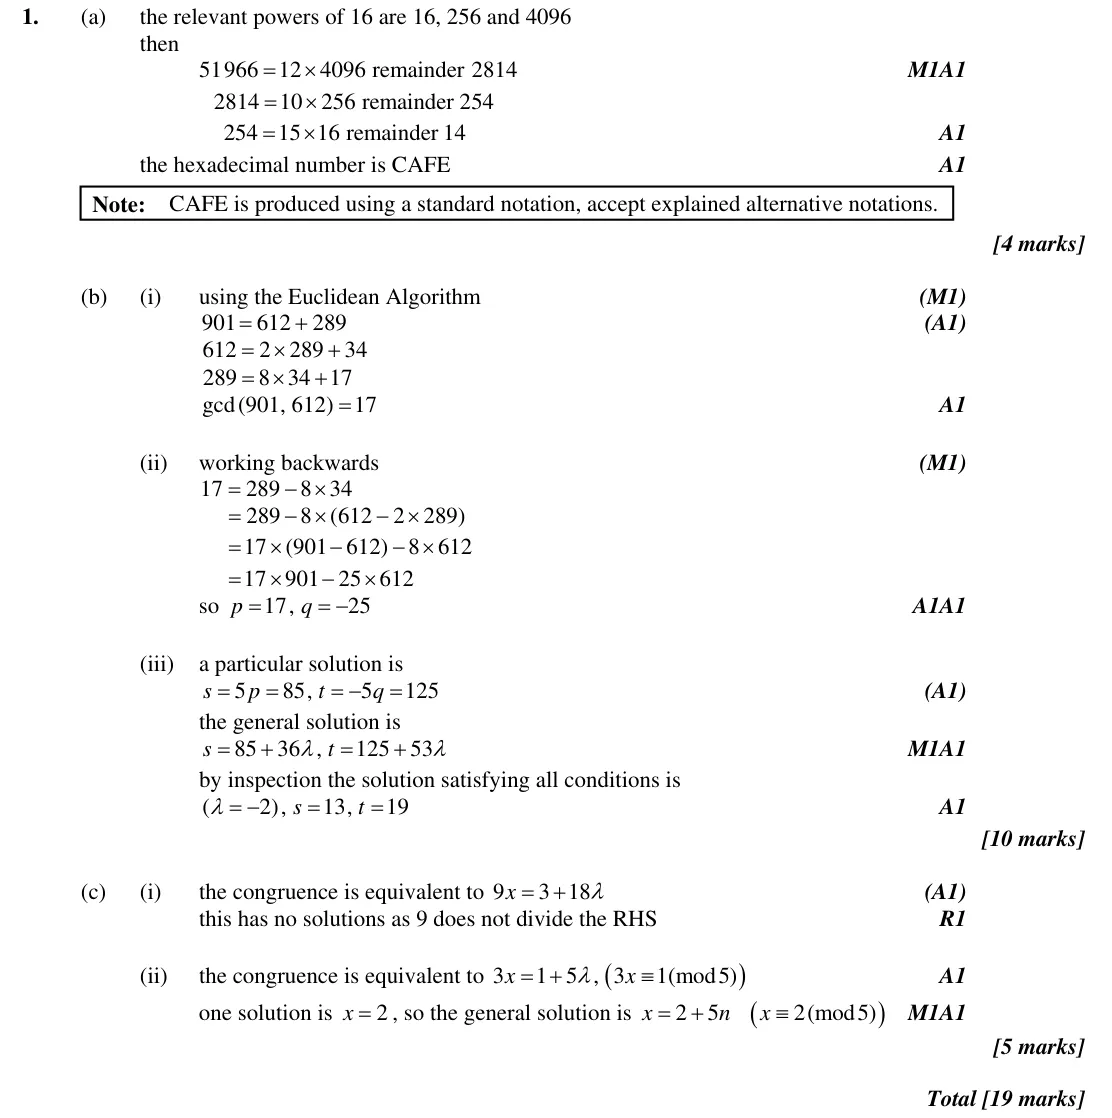 1. (a) the relevant powers of 16 are 16, 256 and 4096
then
51966 = 12 × 4096 remainder 2814 M1A1
2814 = 10 × 256 remainder 254
254 = 15 × 16 remainder 14 A1
the hexadecimal number is CAFE A1
Note: CAFE is produced using a standard notation, accept explained alternative notations.
[4 marks]
(b) (i) using the Euclidean Algorithm (M1)
901 = 612 + 289 (A1)
612 = 2 × 289 + 34
289 = 8 × 34 + 17
gcd(901, 612) = 17 A1
(ii) working backwards (M1)
17 = 289 − 8 × 34
= 289 − 8 × (612 − 2 × 289)
= 17 × (901 − 612) − 8 × 612
= 17 × 901 − 25 × 612
so p = 17, q = −25 A1A1
(iii) a particular solution is
s = 5p = 85, t = −5q = 125 (A1)
the general solution is
s = 85 + 36λ, t = 125 + 53λ M1A1
by inspection the solution satisfying all conditions is
(λ = −2), s = 13, t = 19 A1
[10 marks]
(c) (i) the congruence is equivalent to 9x = 3 + 18λ (A1)
this has no solutions as 9 does not divide the RHS R1
(ii) the congruence is equivalent to 3x = 1 + 5λ, (3x ≡ 1(mod 5)) A1
one solution is x = 2, so the general solution is x = 2 + 5n (x ≡ 2(mod 5)) M1A1
[5 marks]
Total [19 marks]